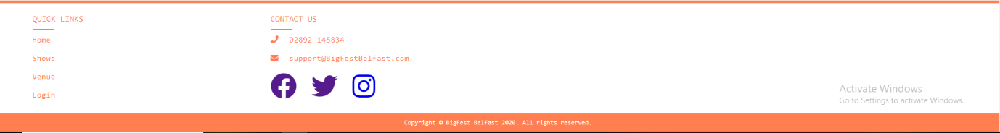 QUICK LINKS
Home
Shows
Venue
Login
CONTACT US
02892 145834
support@BigFestBelfast.com
Activate Windows
Go to Settings to activate Windows.
Copyright © BigFest Belfast 2020. All rights reserved.